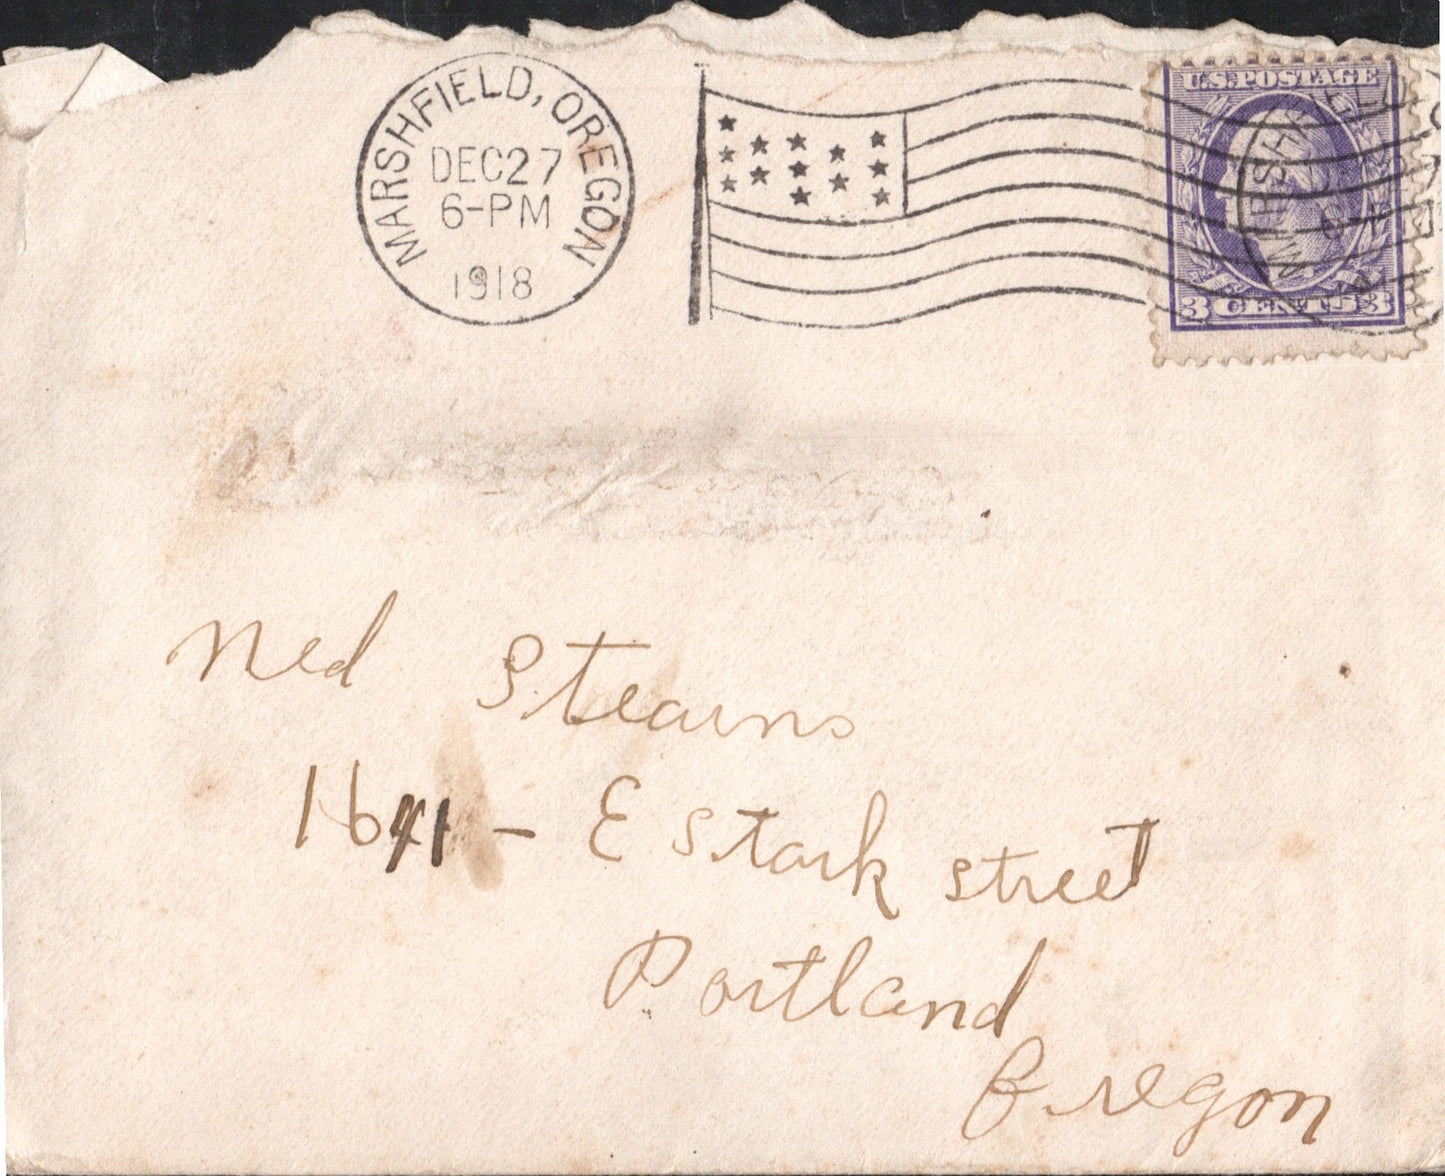 MARSHFIELD, OREGON
DEC 27
6-PM
1918
U.S. POSTAGE
3 CENTS 3
Ned Stearns
1641 - E Stark Street
Portland
Oregon